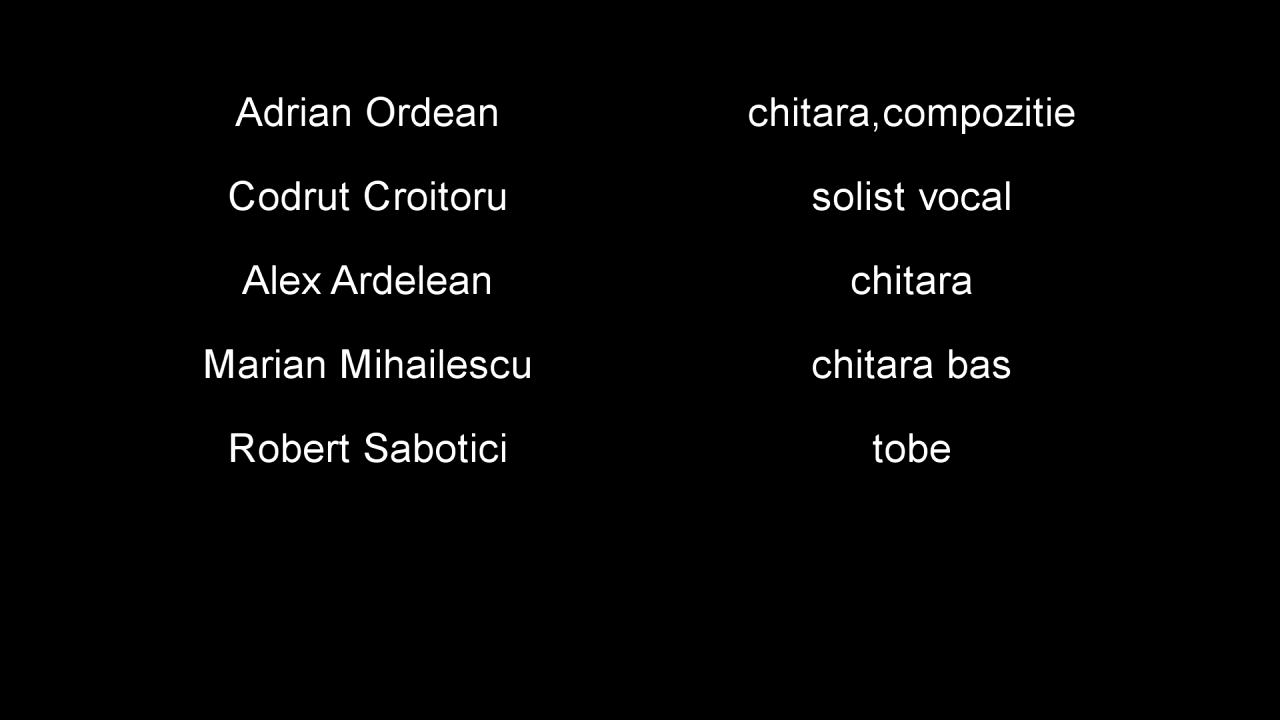 Adrian Ordean chitara,compozitie
Codrut Croitoru solist vocal
Alex Ardelean chitara
Marian Mihailescu chitara bas
Robert Sabotici tobe